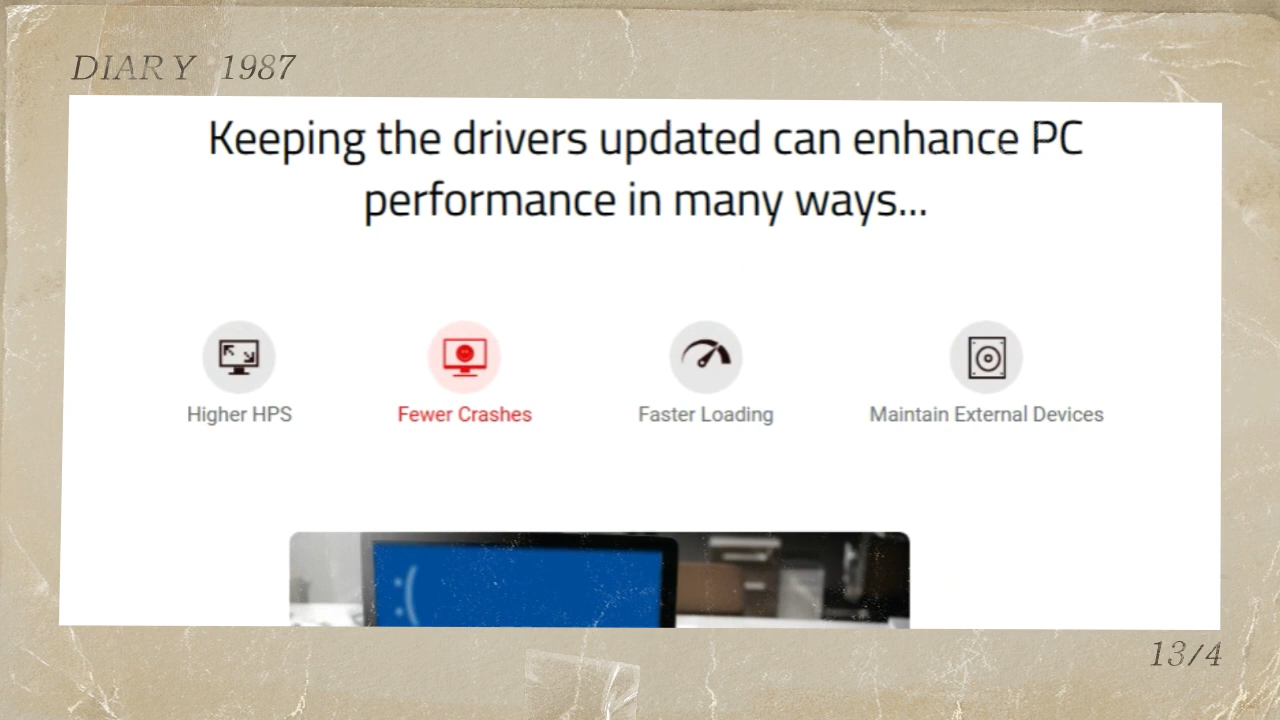 DIARY 1987
Keeping the drivers updated can enhance PC
performance in many ways...
Higher HPS
Fewer Crashes
Faster Loading
Maintain External Devices
:(
13/4